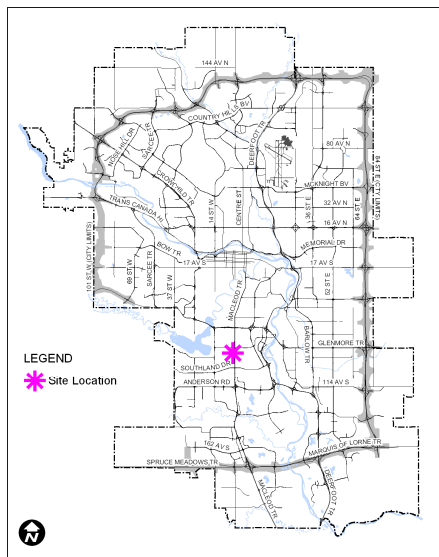 144 AV N
COUNTRY HILLS BV
DEERFOOT TR
80 AV N
SARCEE TR
NOSE HILL DR
CROWCHILD TR
MCKNIGHT BV
84 ST E (CITY LIMITS)
TRANS CANADA HI
14 ST W
CENTRE ST
36 ST E
32 AV N
64 ST E
16 AV N
101 ST W (CITY LIMITS)
BOW TR
MEMORIAL DR
17 AV S
17 AV S
69 ST W
SARCEE TR
37 ST W
52 ST E
MACLEOD TR
BARLOW TR
GLENMORE TR
LEGEND
Site Location
SOUTHLAND DR
ANDERSON RD
114 AV S
162 AV S
MARQUIS OF LORNE TR
SPRUCE MEADOWS TR
MACLEOD TR
DEERFOOT TR
N